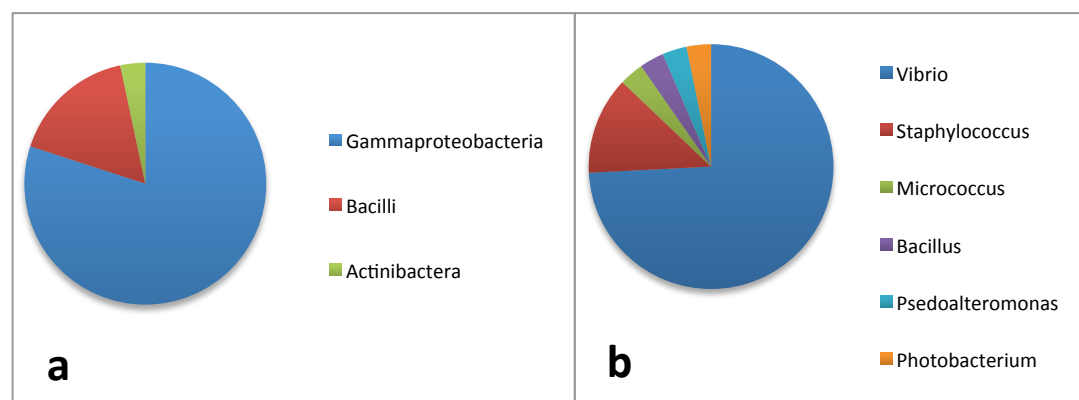 Gammaproteobacteria
Bacilli
Actinibactera
a
Vibrio
Staphylococcus
Micrococcus
Bacillus
Psedoalteromonas
Photobacterium
b